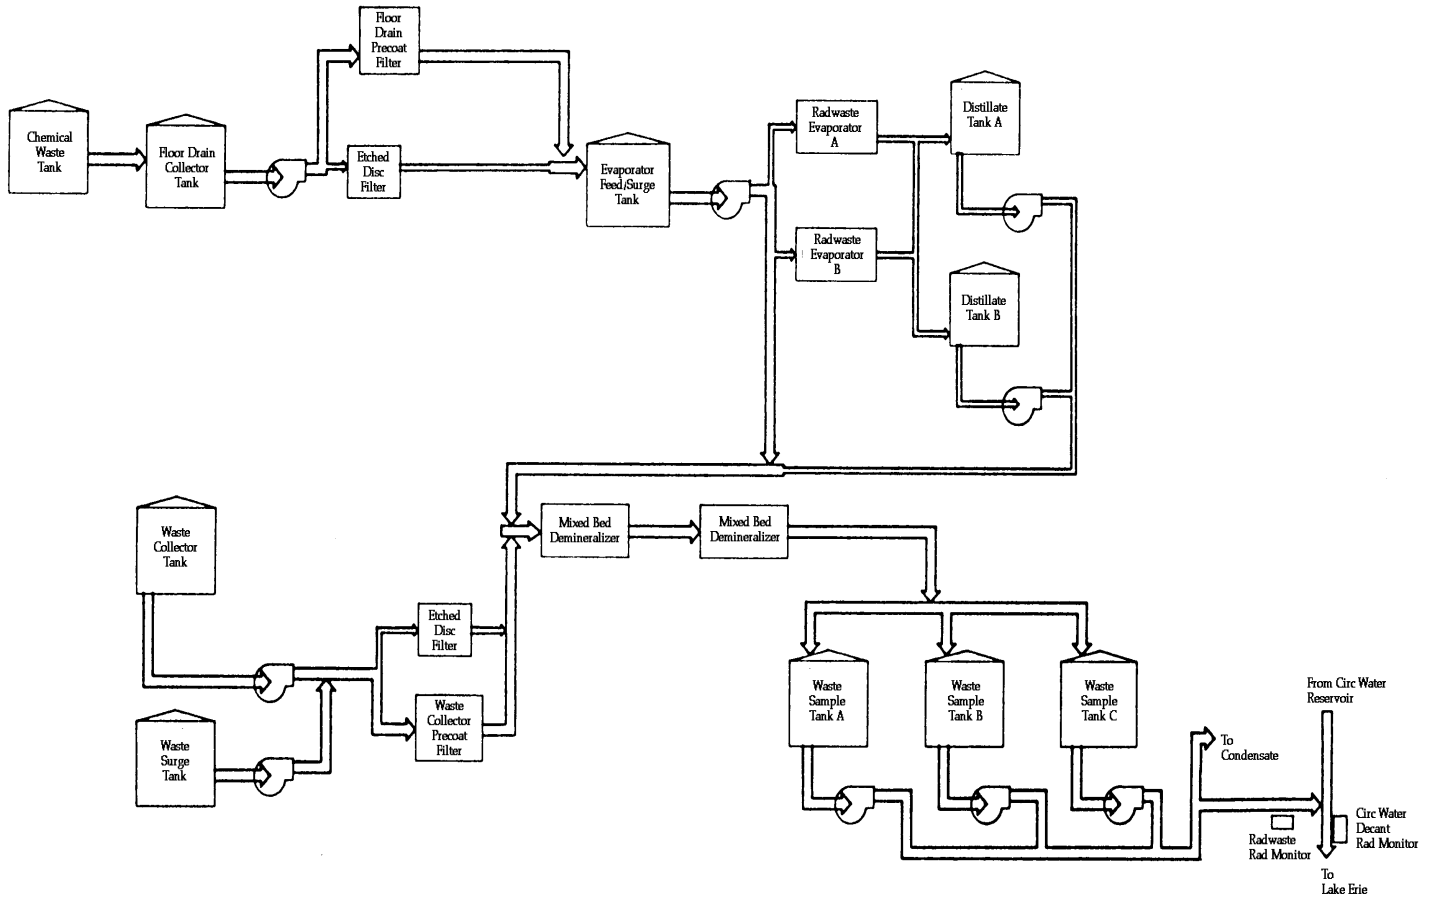 Floor
Drain
Precoat
Filter
Chemical
Waste
Tank
Floor Drain
Collector
Tank
Etched
Disc
Filter
Evaporator
Feed/Surge
Tank
Radwaste
Evaporator
A
Distillate
Tank A
Radwaste
Evaporator
B
Distillate
Tank B
Waste
Collector
Tank
Mixed Bed
Demineralizer
Mixed Bed
Demineralizer
Etched
Disc
Filter
Waste
Collector
Precoat
Filter
Waste
Surge
Tank
Waste
Sample
Tank A
Waste
Sample
Tank B
Waste
Sample
Tank C
From Circ Water
Reservoir
To
Condensate
Radwaste
Rad Monitor
Circ Water
Decant
Rad Monitor
To
Lake Erie